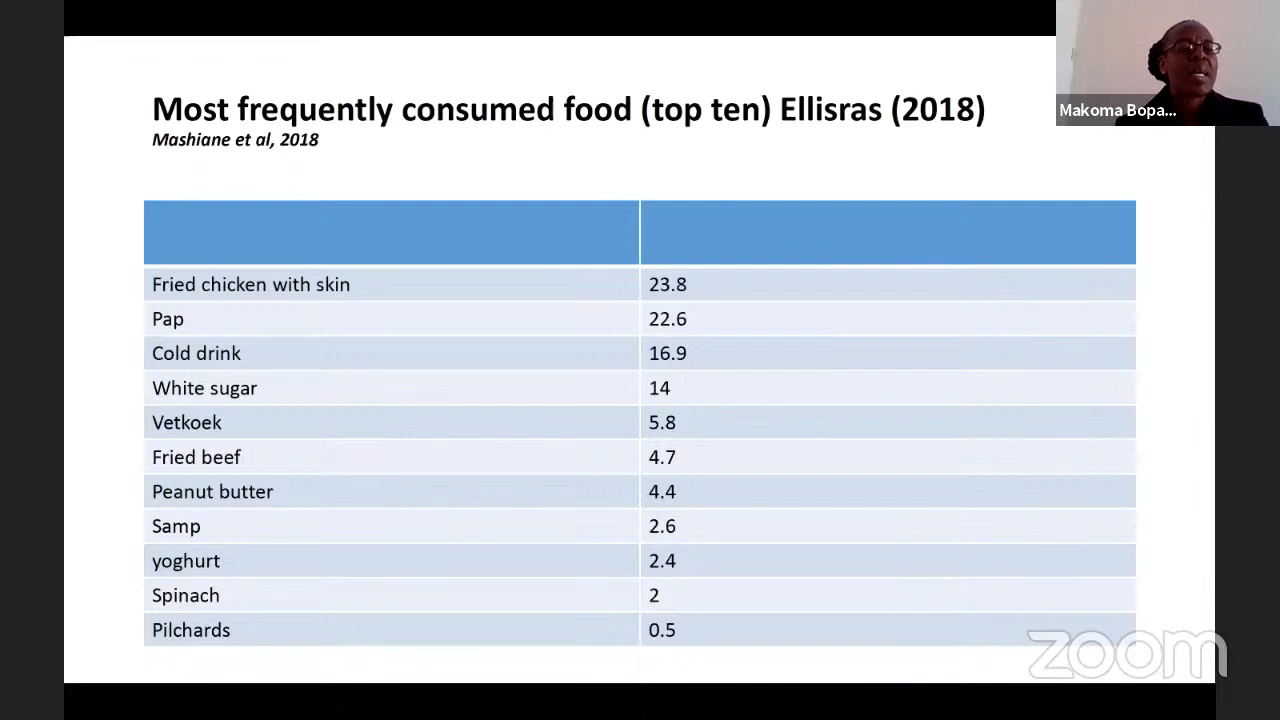 Most frequently consumed food (top ten) Ellisras (2018)
Mashiane et al, 2018
Makoma Bopa...
Fried chicken with skin 23.8
Pap 22.6
Cold drink 16.9
White sugar 14
Vetkoek 5.8
Fried beef 4.7
Peanut butter 4.4
Samp 2.6
yoghurt 2.4
Spinach 2
Pilchards 0.5
zoom